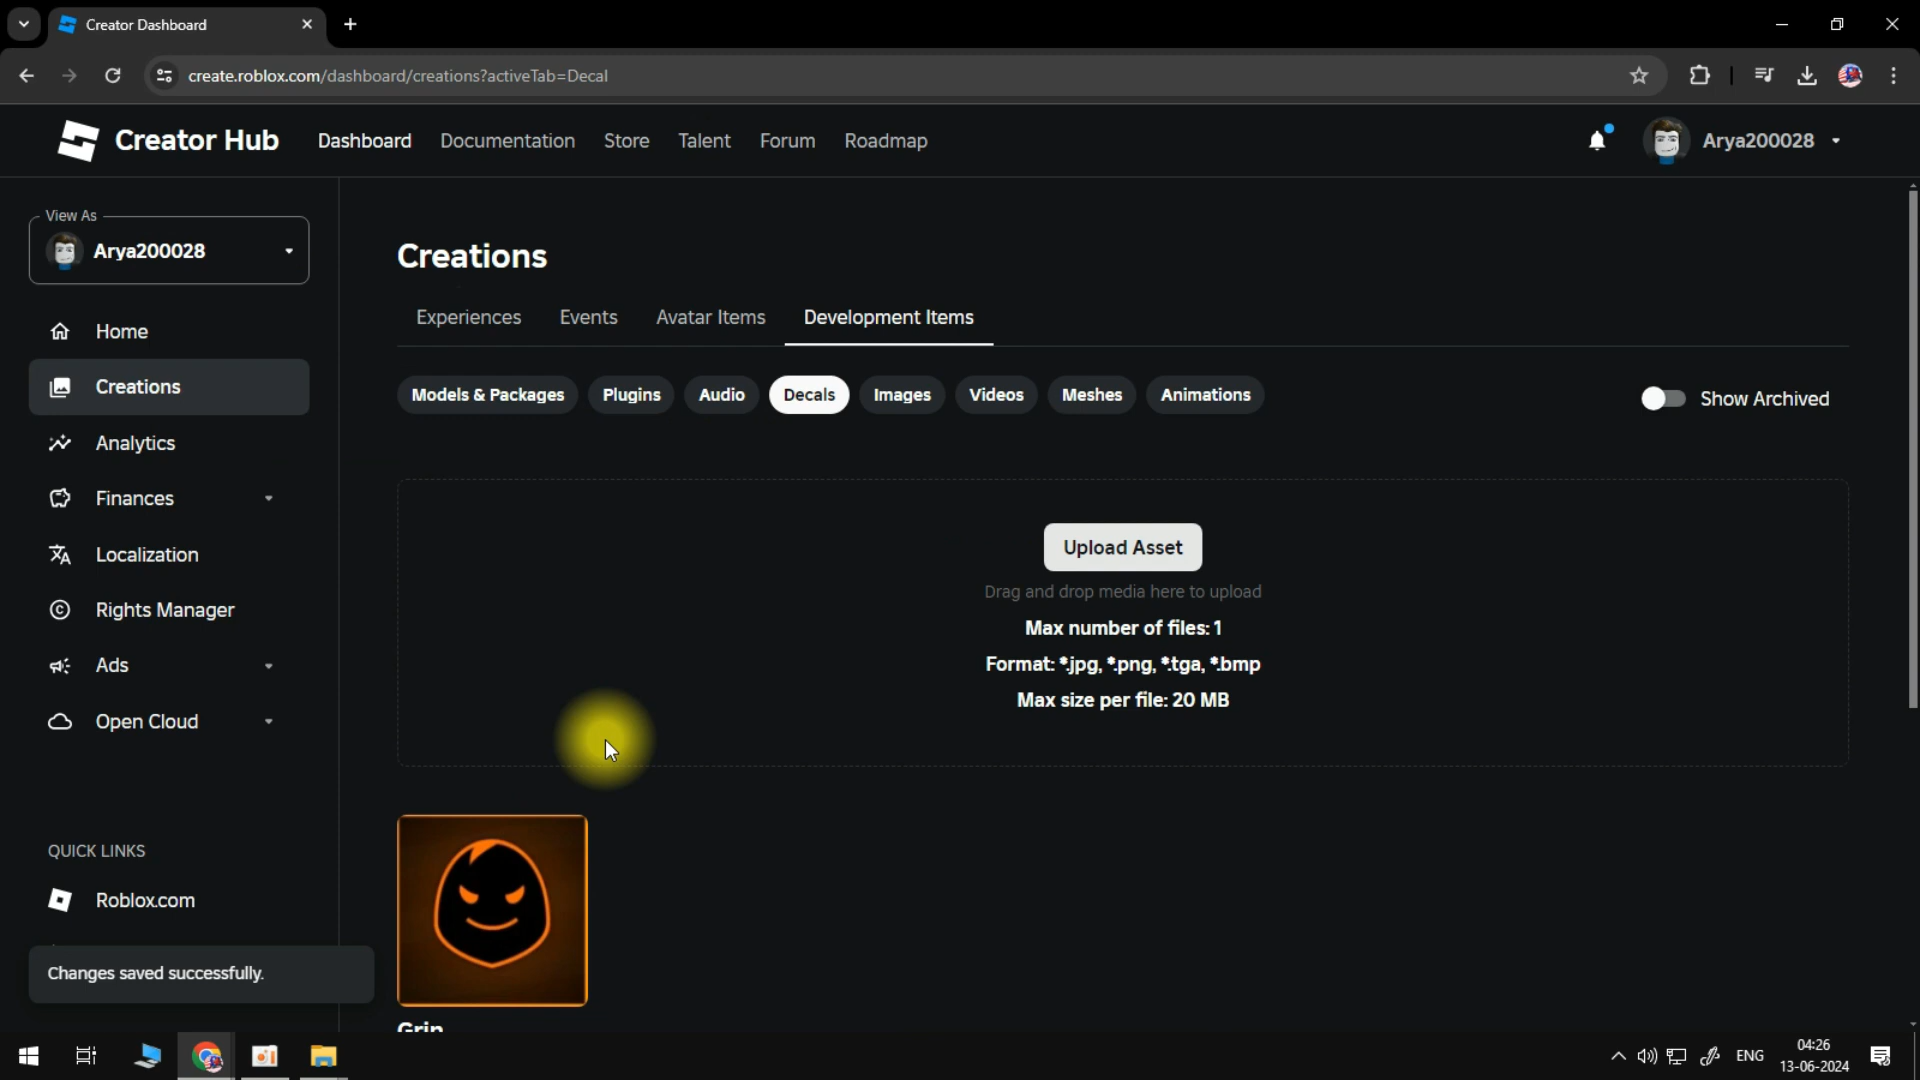 Creator Dashboard
create.roblox.com/dashboard/creations?activeTab=Decal
Creator Hub
Dashboard
Documentation
Store
Talent
Forum
Roadmap
Arya200028
View As
Arya200028
Home
Creations
Analytics
Finances
Localization
Rights Manager
Ads
Open Cloud
QUICK LINKS
Roblox.com
Changes saved successfully.
Creations
Experiences
Events
Avatar Items
Development Items
Models & Packages
Plugins
Audio
Decals
Images
Videos
Meshes
Animations
Show Archived
Upload Asset
Drag and drop media here to upload
Max number of files: 1
Format: *.jpg, *.png, *.tga, *.bmp
Max size per file: 20 MB
Grin
ENG
04:26
13-06-2024